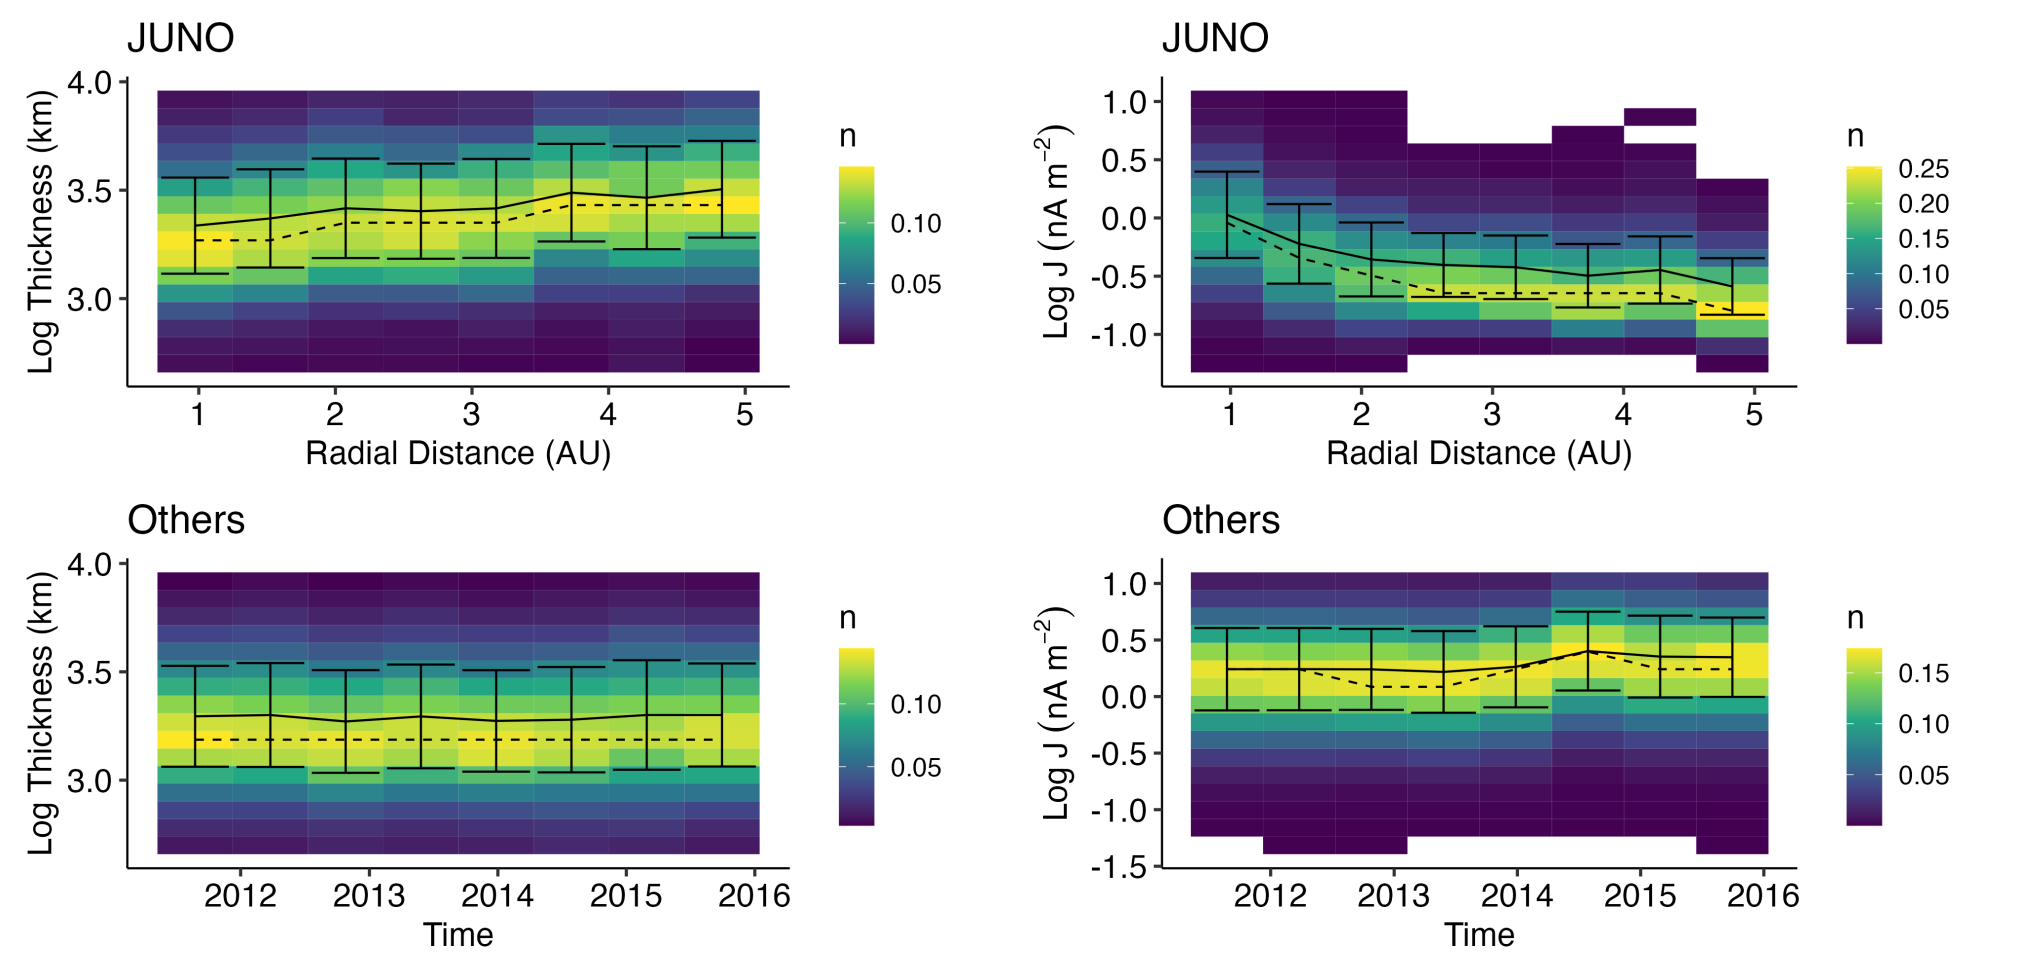 JUNO
Log Thickness (km)
4.0
3.5
3.0
1 2 3 4 5
Radial Distance (AU)
n
0.10
0.05
JUNO
Log J (nA m⁻²)
1.0
0.5
0.0
-0.5
-1.0
1 2 3 4 5
Radial Distance (AU)
n
0.25
0.20
0.15
0.10
0.05
Others
Log Thickness (km)
4.0
3.5
3.0
2012 2013 2014 2015 2016
Time
n
0.10
0.05
Others
Log J (nA m⁻²)
1.0
0.5
0.0
-0.5
-1.0
-1.5
2012 2013 2014 2015 2016
Time
n
0.15
0.10
0.05